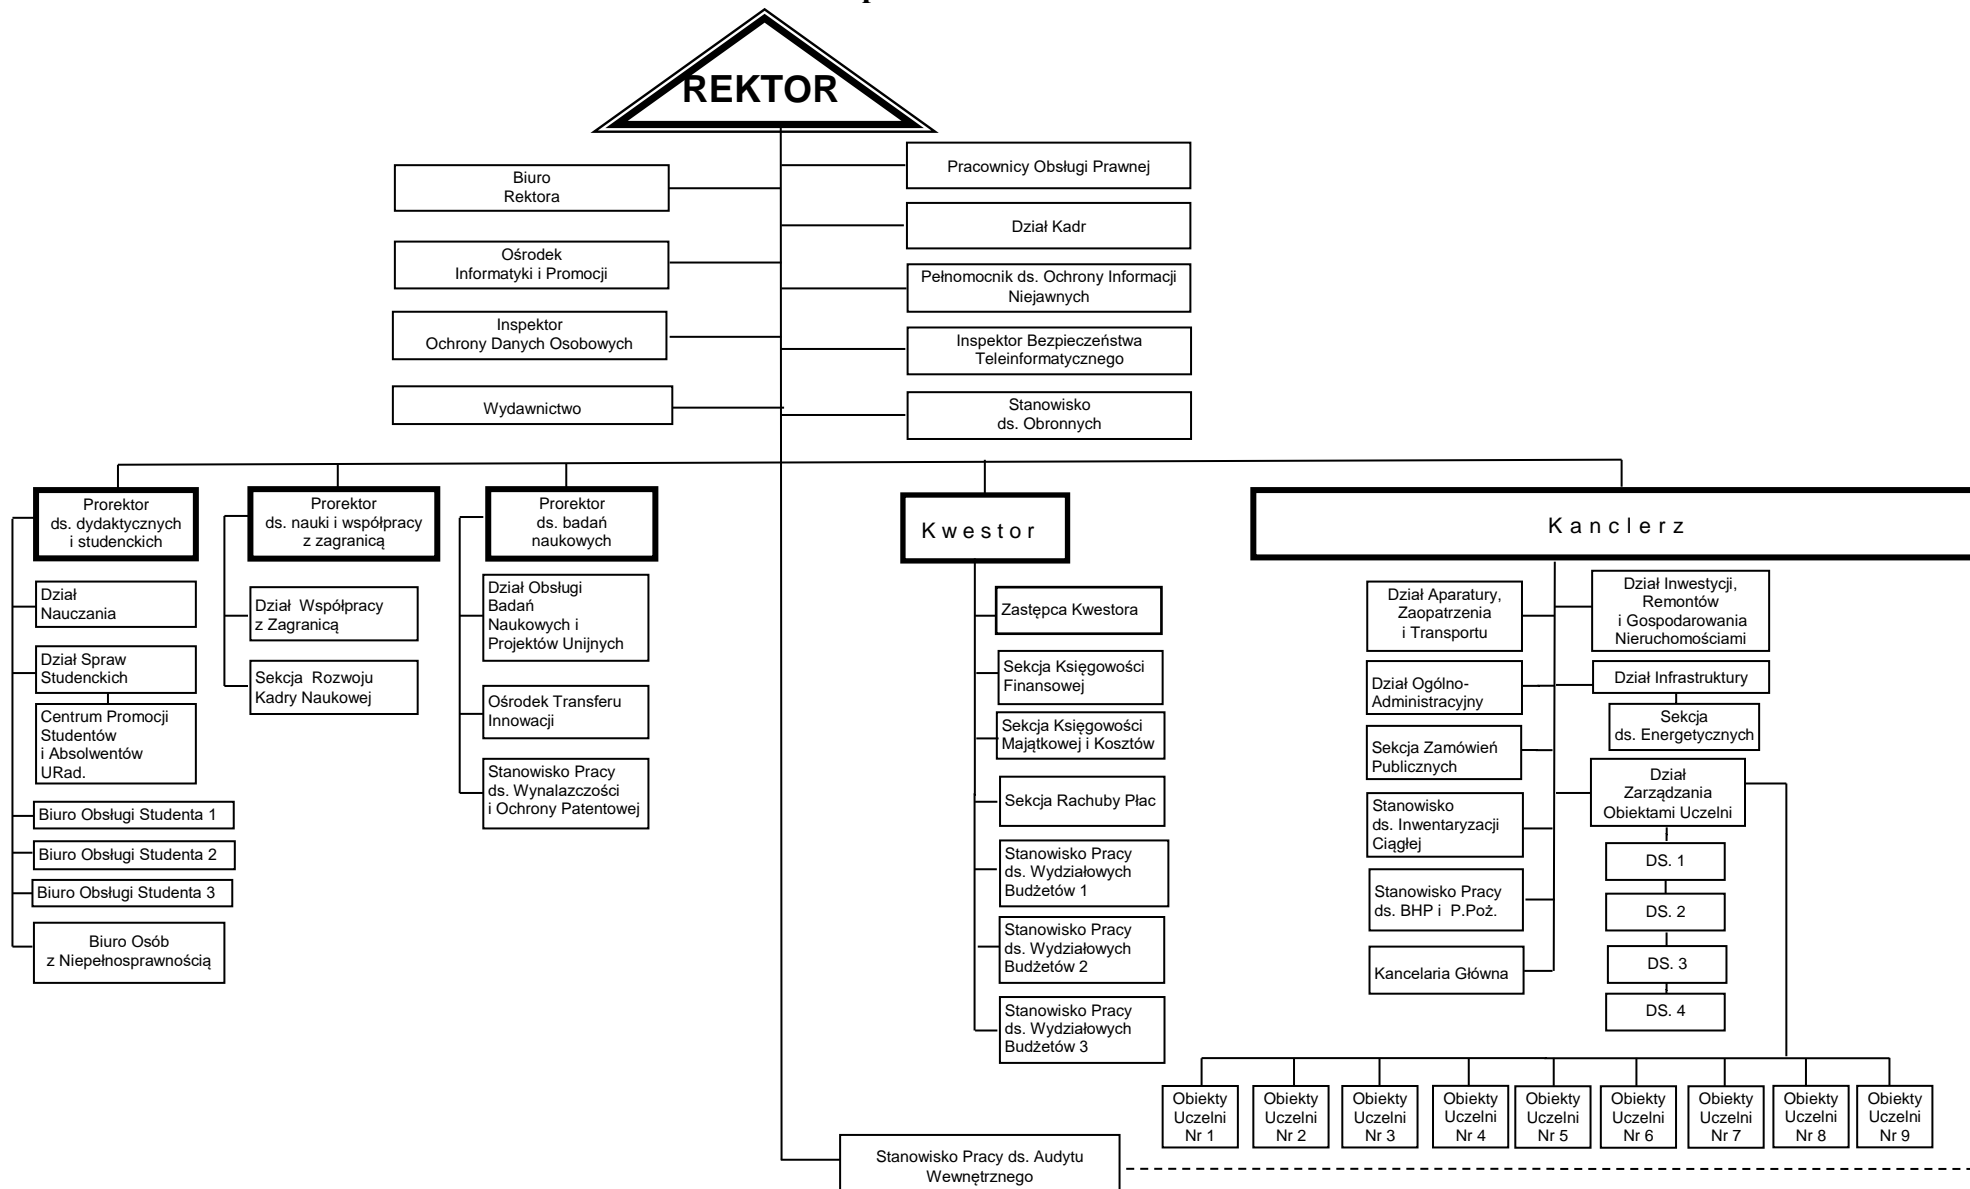 REKTOR
Biuro
Rektora
Pracownicy Obsługi Prawnej
Dział Kadr
Ośrodek
Informatyki i Promocji
Pełnomocnik ds. Ochrony Informacji
Niejawnych
Inspektor
Ochrony Danych Osobowych
Inspektor Bezpieczeństwa
Teleinformatycznego
Wydawnictwo
Stanowisko
ds. Obronnych
Prorektor
ds. dydaktycznych
i studenckich
Prorektor
ds. nauki i współpracy
z zagranicą
Prorektor
ds. badań
naukowych
Kwestor
Kanclerz
Dział
Nauczania
Dział Spraw
Studenckich
Centrum Promocji
Studentów
i Absolwentów
URad.
Biuro Obsługi Studenta 1
Biuro Obsługi Studenta 2
Biuro Obsługi Studenta 3
Biuro Osób
z Niepełnosprawnością
Dział Współpracy
z Zagranicą
Sekcja Rozwoju
Kadry Naukowej
Dział Obsługi
Badań
Naukowych i
Projektów Unijnych
Ośrodek Transferu
Innowacji
Stanowisko Pracy
ds. Wynalazczości
i Ochrony Patentowej
Zastępca Kwestora
Sekcja Księgowości
Finansowej
Sekcja Księgowości
Majątkowej i Kosztów
Sekcja Rachuby Płac
Stanowisko Pracy
ds. Wydziałowych
Budżetów 1
Stanowisko Pracy
ds. Wydziałowych
Budżetów 2
Stanowisko Pracy
ds. Wydziałowych
Budżetów 3
Dział Aparatury,
Zaopatrzenia
i Transportu
Dział Ogólno-
Administracyjny
Sekcja Zamówień
Publicznych
Stanowisko
ds. Inwentaryzacji
Ciągłej
Stanowisko Pracy
ds. BHP i P.Poż.
Kancelaria Główna
Dział Inwestycji,
Remontów
i Gospodarowania
Nieruchomościami
Dział Infrastruktury
Sekcja
ds. Energetycznych
Dział
Zarządzania
Obiektami Uczelni
DS. 1
DS. 2
DS. 3
DS. 4
Obiekty
Uczelni
Nr 1
Obiekty
Uczelni
Nr 2
Obiekty
Uczelni
Nr 3
Obiekty
Uczelni
Nr 4
Obiekty
Uczelni
Nr 5
Obiekty
Uczelni
Nr 6
Obiekty
Uczelni
Nr 7
Obiekty
Uczelni
Nr 8
Obiekty
Uczelni
Nr 9
Stanowisko Pracy ds. Audytu
Wewnętrznego